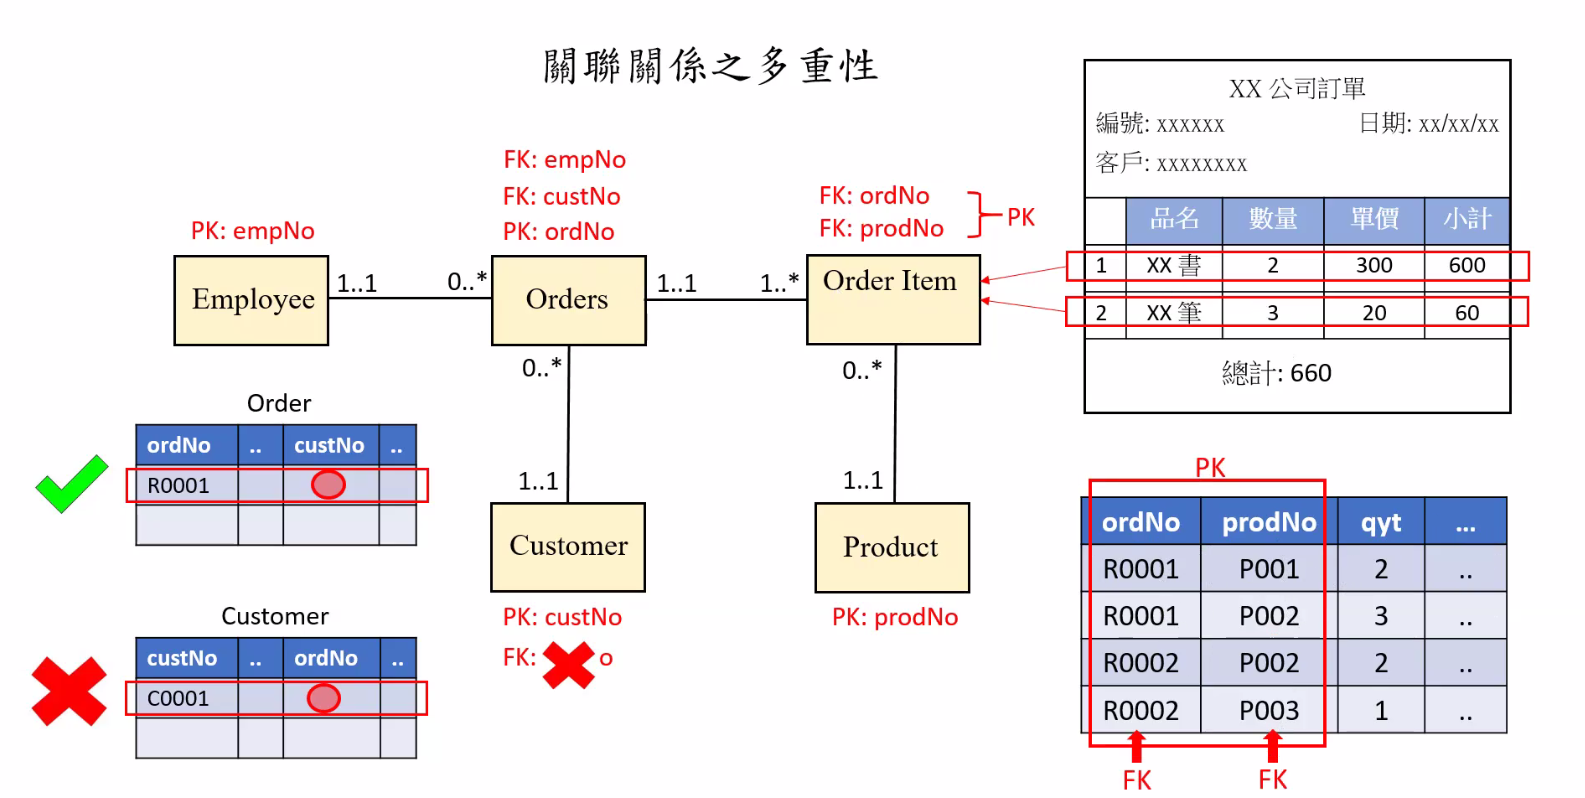 關聯關係之多重性
XX 公司訂單
編號: xxxxxx 日期: xx/xx/xx
客戶: xxxxxxxx
品名 數量 單價 小計
1 XX 書 2 300 600
2 XX 筆 3 20 60
總計: 660
FK: empNo
FK: custNo
PK: ordNo
FK: ordNo
FK: prodNo
PK
PK: empNo
Employee
1..1
0..*
Orders
1..1
1..*
Order Item
0..*
0..*
1..1
1..1
Customer
Product
PK: custNo
FK: o
PK: prodNo
Order
ordNo .. custNo ..
R0001
Customer
custNo .. ordNo ..
C0001
PK
ordNo prodNo qyt ...
R0001 P001 2 ..
R0001 P002 3 ..
R0002 P002 2 ..
R0002 P003 1 ..
FK FK